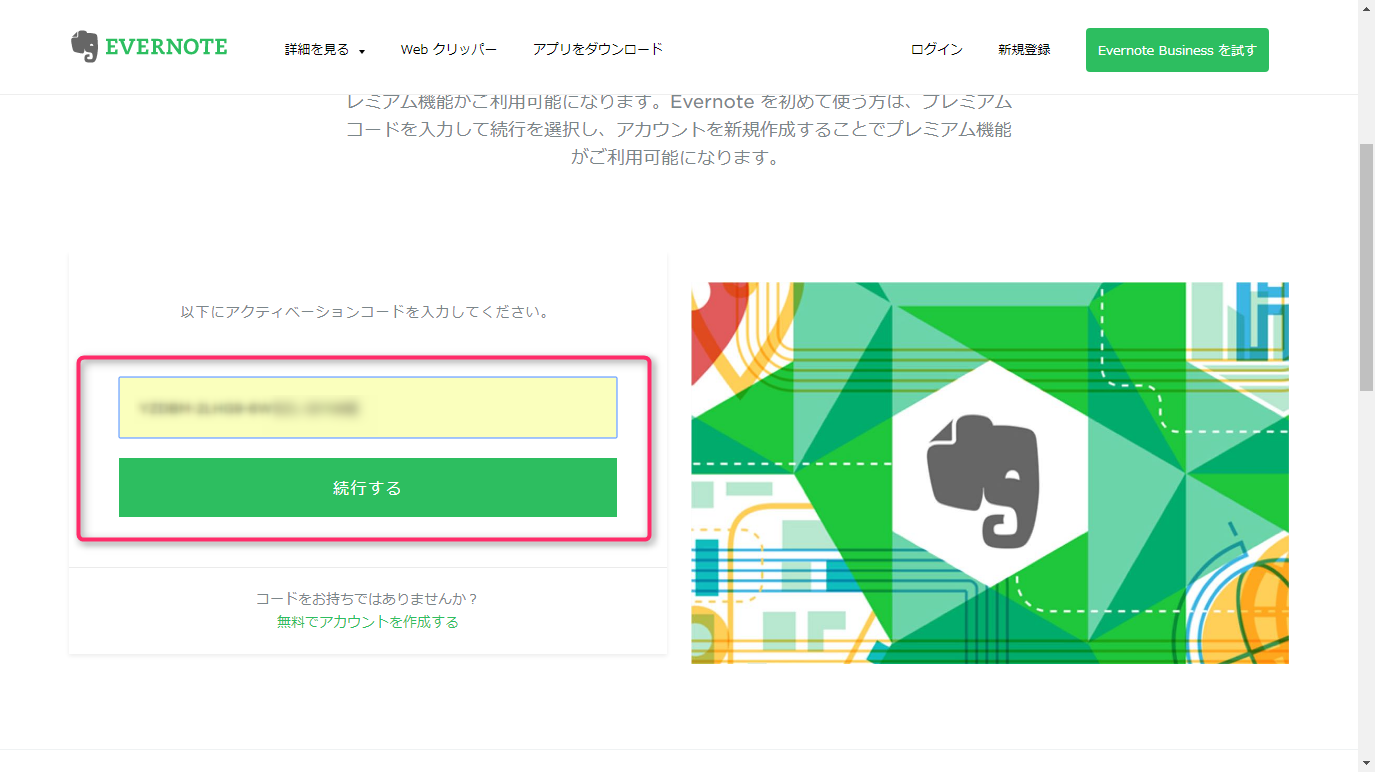 EVERNOTE 詳細を見る Web クリッパー アプリをダウンロード ログイン 新規登録 Evernote Business を試す
レミアム機能がご利用可能になります。Evernote を初めて使う方は、プレミアム
コードを入力して続行を選択し、アカウントを新規作成することでプレミアム機能
がご利用可能になります。
以下にアクティベーションコードを入力してください。
続行する
コードをお持ちではありませんか？
無料でアカウントを作成する